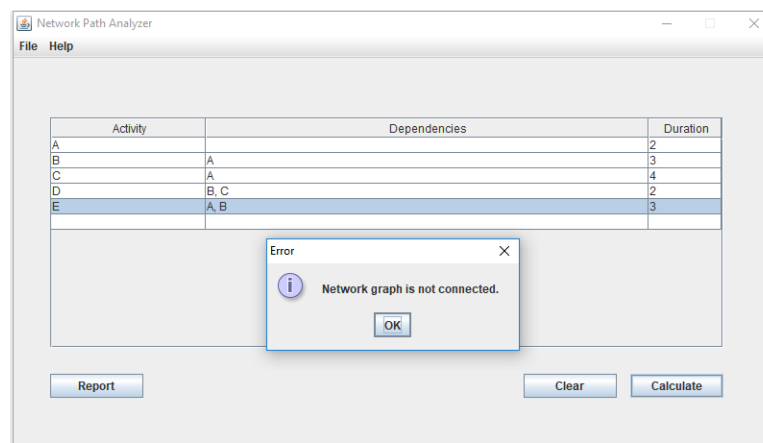 Network Path Analyzer
File Help
Activity Dependencies Duration
A 2
B A 3
C A 4
D B, C 2
E A, B 3
Error
i Network graph is not connected.
OK
Report Clear Calculate